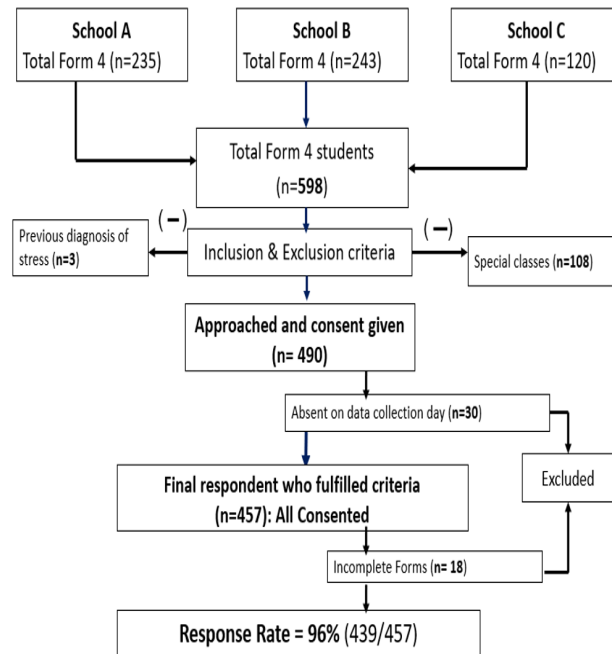 School A
Total Form 4 (n=235)
School B
Total Form 4 (n=243)
School C
Total Form 4 (n=120)
Total Form 4 students
(n=598)
(−)
(−)
Previous diagnosis of
stress (n=3)
Inclusion & Exclusion criteria
Special classes (n=108)
Approached and consent given
(n= 490)
Absent on data collection day (n=30)
Excluded
Final respondent who fulfilled criteria
(n=457): All Consented
Incomplete Forms (n= 18)
Response Rate = 96% (439/457)